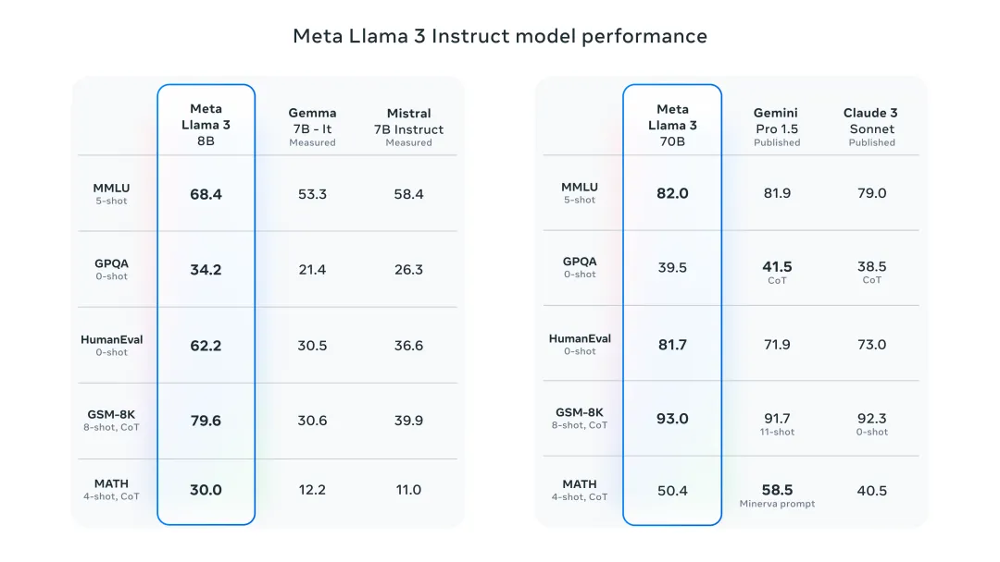 Meta Llama 3 Instruct model performance
Meta
Llama 3
8B
Gemma
7B - It
Measured
Mistral
7B Instruct
Measured
MMLU
5-shot
68.4
53.3
58.4
GPQA
0-shot
34.2
21.4
26.3
HumanEval
0-shot
62.2
30.5
36.6
GSM-8K
8-shot, CoT
79.6
30.6
39.9
MATH
4-shot, CoT
30.0
12.2
11.0
Meta
Llama 3
70B
Gemini
Pro 1.5
Published
Claude 3
Sonnet
Published
MMLU
5-shot
82.0
81.9
79.0
GPQA
0-shot
39.5
41.5
CoT
38.5
CoT
HumanEval
0-shot
81.7
71.9
73.0
GSM-8K
8-shot, CoT
93.0
91.7
11-shot
92.3
0-shot
MATH
4-shot, CoT
50.4
58.5
Minerva prompt
40.5